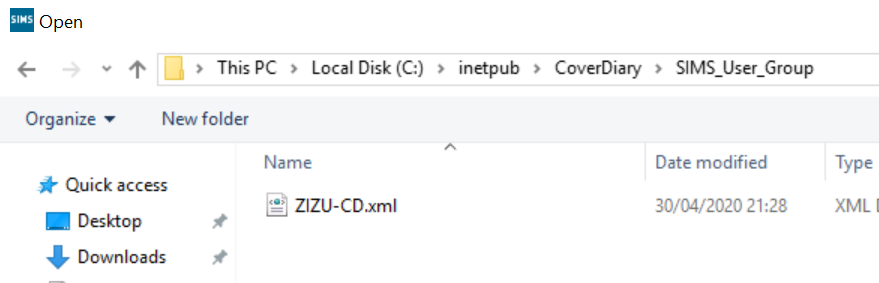 SIMS Open
This PC > Local Disk (C:) > inetpub > CoverDiary > SIMS_User_Group
Organize New folder
Name Date modified Type
Quick access
ZIZU-CD.xml 30/04/2020 21:28 XML
Desktop
Downloads